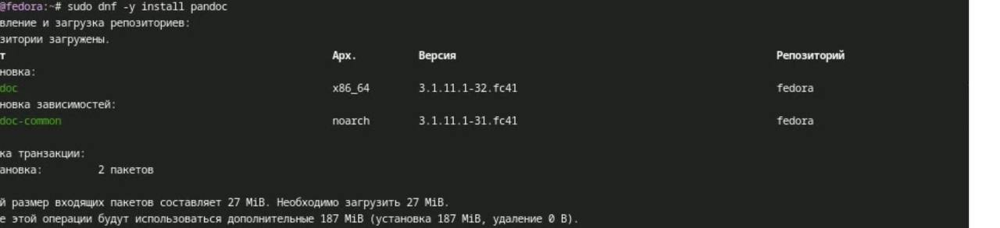 @fedora:~# sudo dnf -y install pandoc
вление и загрузка репозиториев:
зитории загружены.
т Арх. Версия Репозиторий
новка:
doc x86_64 3.1.11.1-32.fc41 fedora
новка зависимостей:
doc-common noarch 3.1.11.1-31.fc41 fedora
ка транзакции:
ановка: 2 пакетов
й размер входящих пакетов составляет 27 MiB. Необходимо загрузить 27 MiB.
е этой операции будут использоваться дополнительные 187 MiB (установка 187 MiB, удаление 0 B).